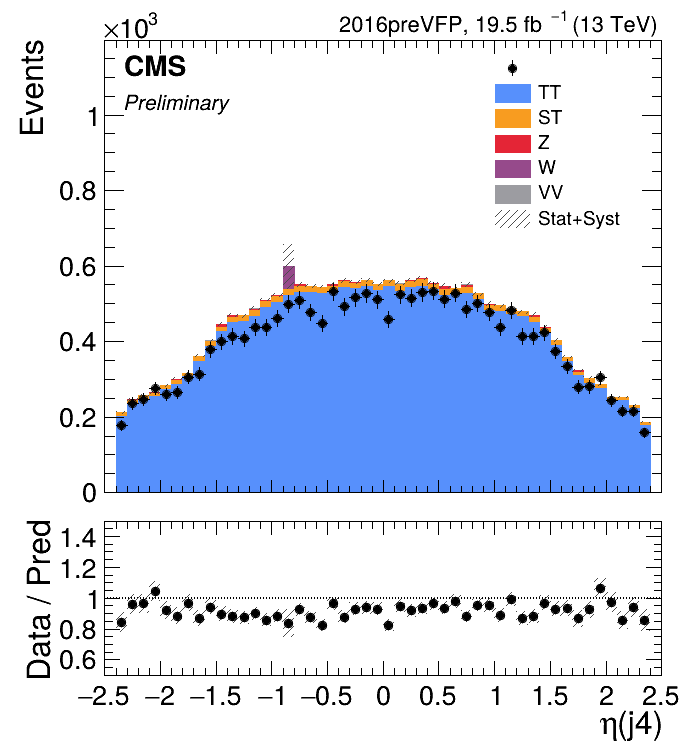 ×10³ 2016preVFP, 19.5 fb⁻¹ (13 TeV)
CMS
Preliminary
Events
TT
ST
Z
W
VV
Stat+Syst
1
0.8
0.6
0.4
0.2
0
Data / Pred
1.4
1.2
1
0.8
0.6
−2.5 −2 −1.5 −1 −0.5 0 0.5 1 1.5 2 2.5
η(j4)